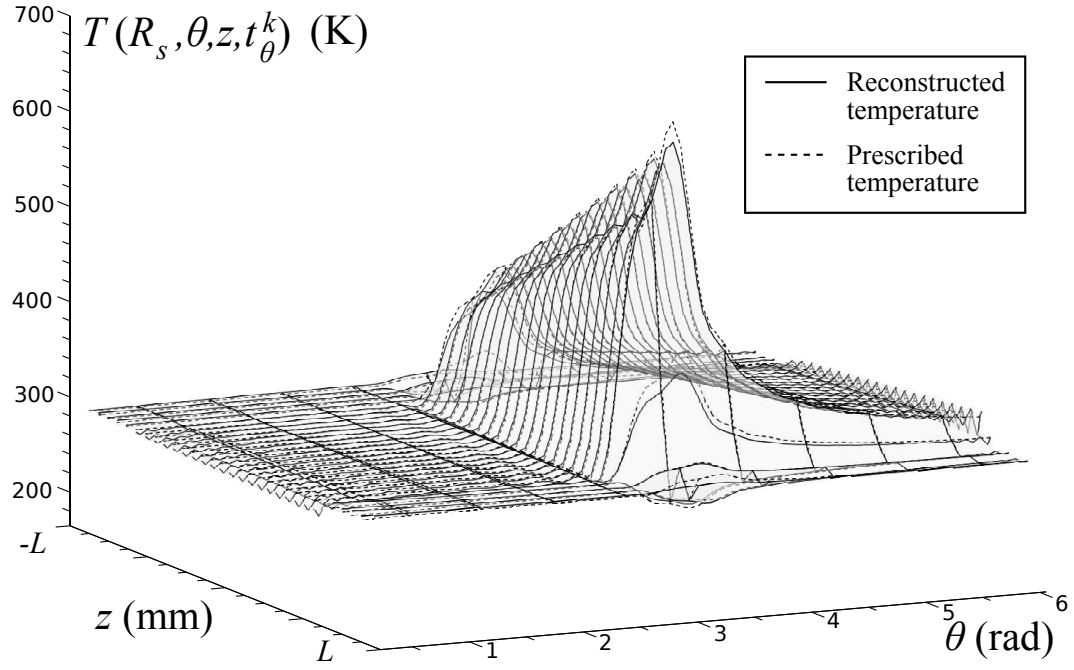 700
T (R_s ,θ,z,t_θ^k) (K)
600
500
400
300
200
Reconstructed
temperature
Prescribed
temperature
-L
z (mm)
L
1
2
3
4
5
6
θ (rad)